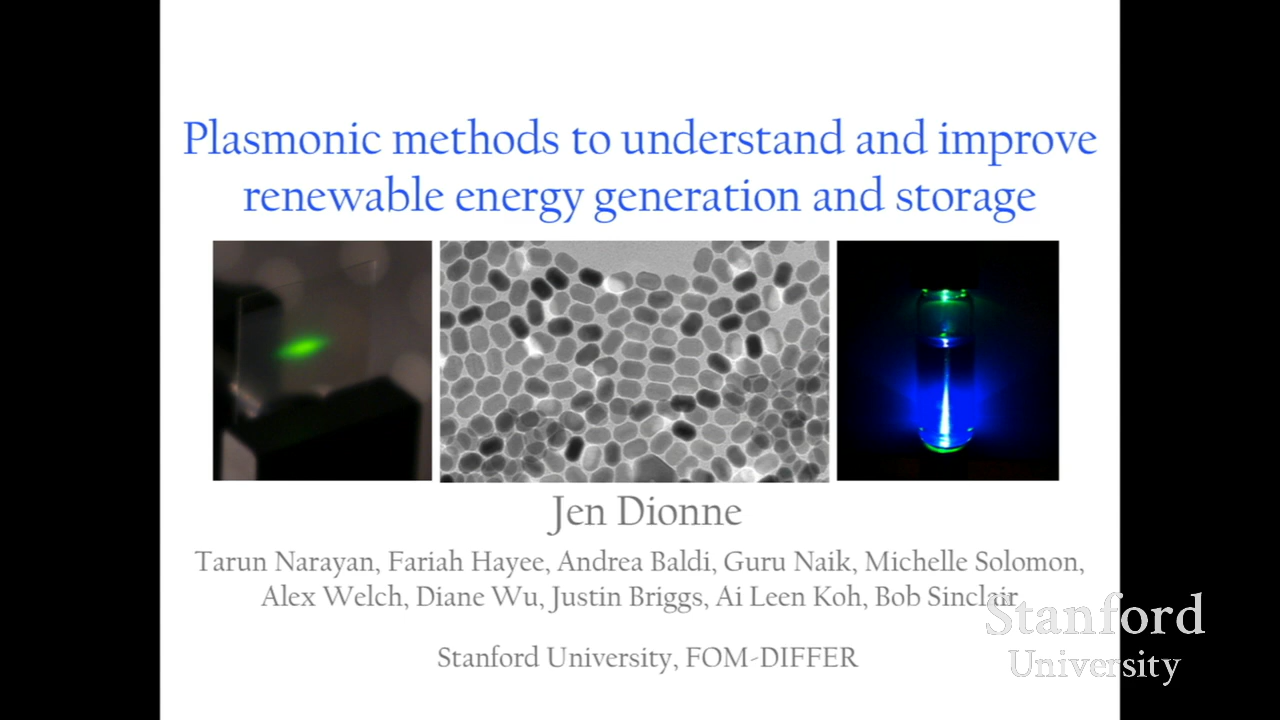 Plasmonic methods to understand and improve
renewable energy generation and storage
Jen Dionne
Tarun Narayan, Fariah Hayee, Andrea Baldi, Guru Naik, Michelle Solomon,
Alex Welch, Diane Wu, Justin Briggs, Ai Leen Koh, Bob Sinclair
Stanford University, FOM-DIFFER
Stanford
University